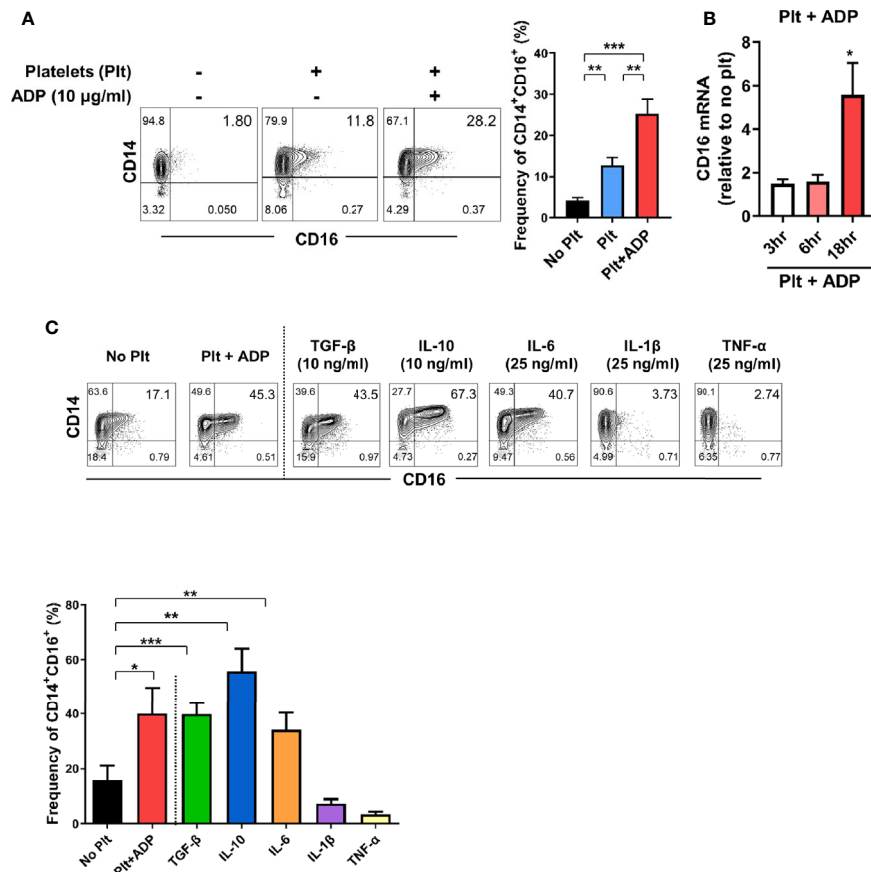 A
Platelets (Plt) - + +
ADP (10 µg/ml) - - +
94.8 1.80 79.9 11.8 67.1 28.2
CD14
3.32 0.050 8.06 0.27 4.29 0.37
CD16
Frequency of CD14+CD16+ (%)
40
30
20
10
0
***
** **
No Plt Plt Plt+ADP
B
Plt + ADP
CD16 mRNA
(relative to no plt)
8
6
4
2
0
*
3hr 6hr 18hr
Plt + ADP
C
No Plt Plt + ADP TGF-β IL-10 IL-6 IL-1β TNF-α
(10 ng/ml) (10 ng/ml) (25 ng/ml) (25 ng/ml) (25 ng/ml)
63.6 17.1 49.6 45.3 39.6 43.5 27.7 67.3 49.3 40.7 90.6 3.73 90.1 2.74
CD14
18.4 0.79 4.61 0.51 15.9 0.97 4.73 0.27 9.47 0.56 4.99 0.71 6.35 0.77
CD16
Frequency of CD14+CD16+ (%)
80
60
40
20
0
**
**
***
*
No Plt Plt+ADP TGF-β IL-10 IL-6 IL-1β TNF-α